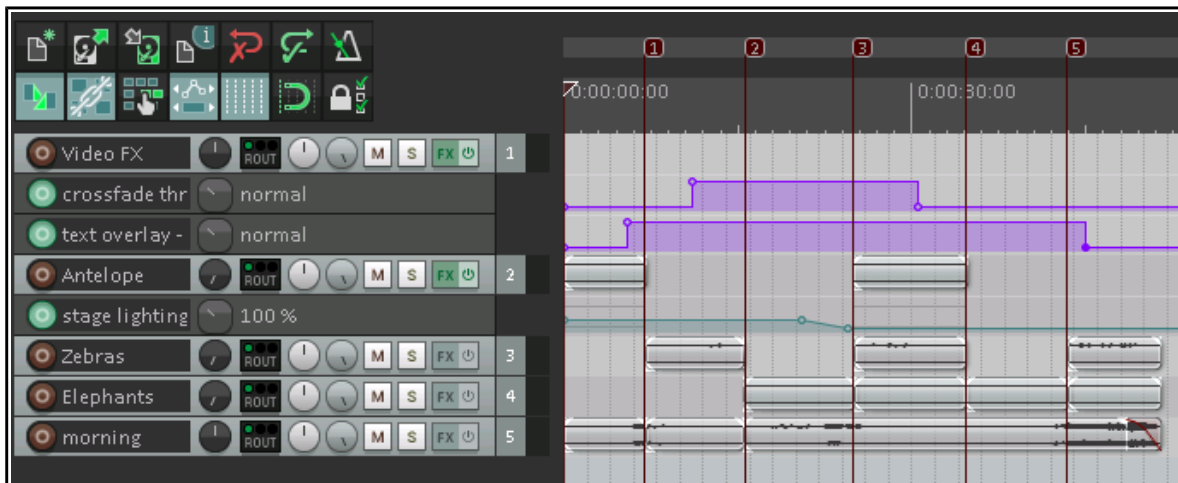 1 2 3 4 5
0:00:00:00 0:00:30:00
Video FX ROUT M S FX 1
crossfade thr normal
text overlay - normal
Antelope ROUT M S FX 2
stage lighting 100 %
Zebras ROUT M S FX 3
Elephants ROUT M S FX 4
morning ROUT M S FX 5